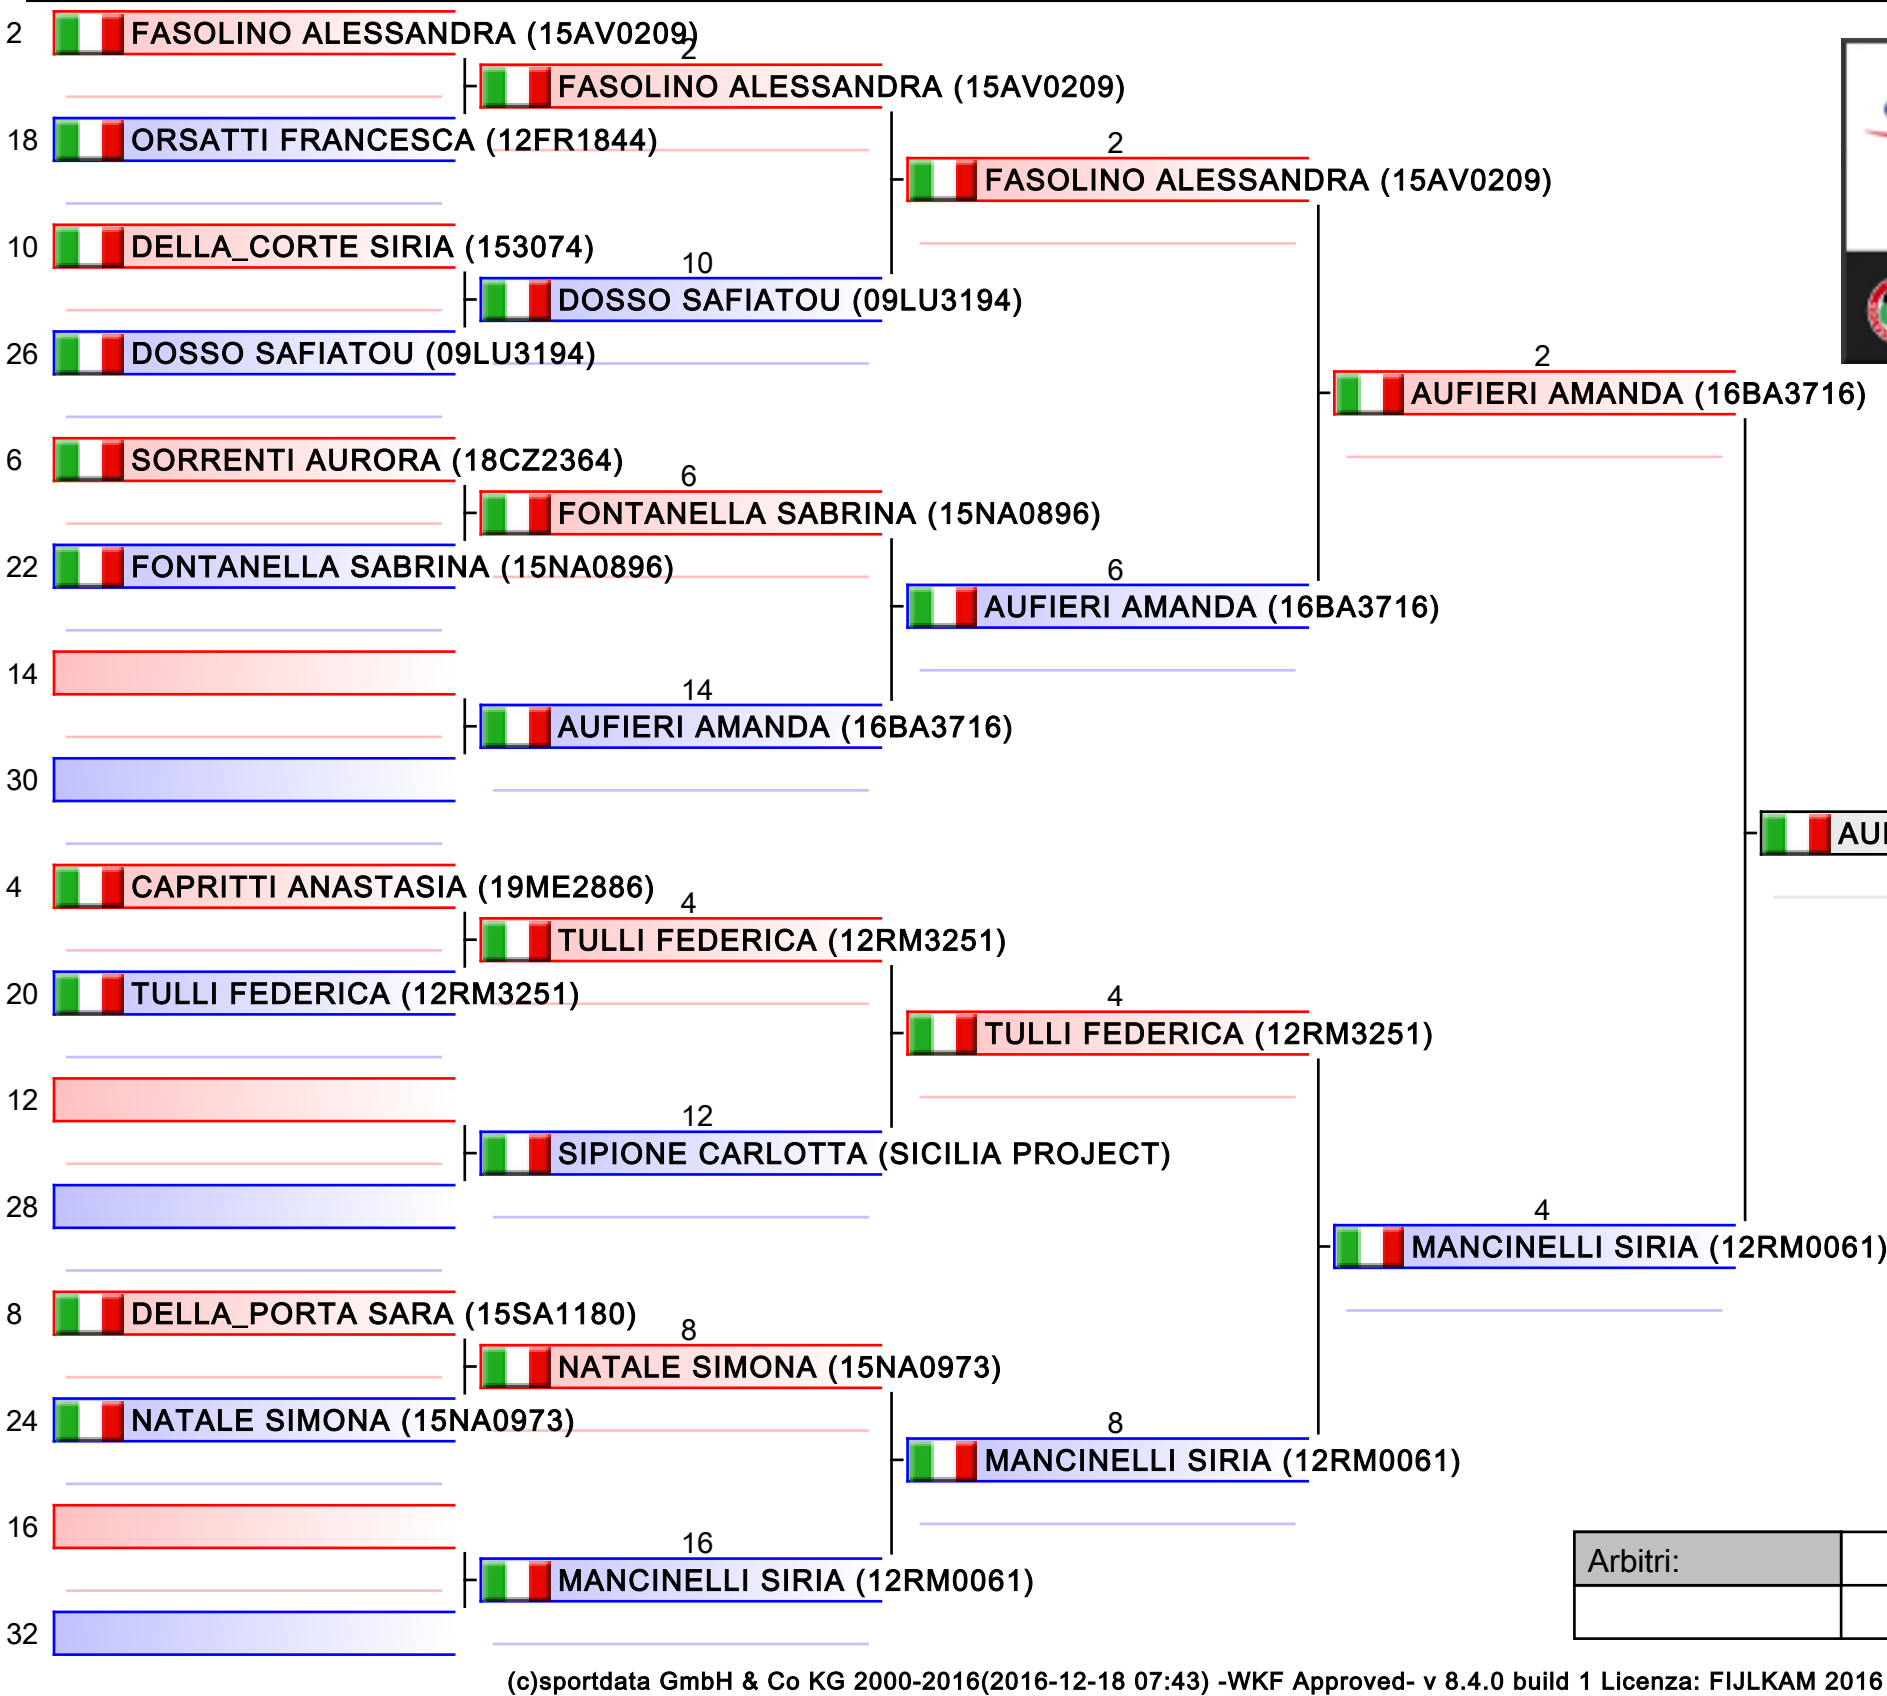 2 FASOLINO ALESSANDRA (15AV0209)
18 ORSATTI FRANCESCA (12FR1844)
10 DELLA_CORTE SIRIA (153074)
26 DOSSO SAFIATOU (09LU3194)
6 SORRENTI AURORA (18CZ2364)
22 FONTANELLA SABRINA (15NA0896)
14
30
4 CAPRITTI ANASTASIA (19ME2886)
20 TULLI FEDERICA (12RM3251)
12
28
8 DELLA_PORTA SARA (15SA1180)
24 NATALE SIMONA (15NA0973)
16
32
2
FASOLINO ALESSANDRA (15AV0209)
10
DOSSO SAFIATOU (09LU3194)
6
FONTANELLA SABRINA (15NA0896)
14
AUFIERI AMANDA (16BA3716)
4
TULLI FEDERICA (12RM3251)
12
SIPIONE CARLOTTA (SICILIA PROJECT)
8
NATALE SIMONA (15NA0973)
16
MANCINELLI SIRIA (12RM0061)
2
FASOLINO ALESSANDRA (15AV0209)
6
AUFIERI AMANDA (16BA3716)
4
TULLI FEDERICA (12RM3251)
8
MANCINELLI SIRIA (12RM0061)
2
AUFIERI AMANDA (16BA3716)
4
MANCINELLI SIRIA (12RM0061)
Arbitri:
(c)sportdata GmbH & Co KG 2000-2016(2016-12-18 07:43) -WKF Approved- v 8.4.0 build 1 Licenza: FIJLKAM 2016